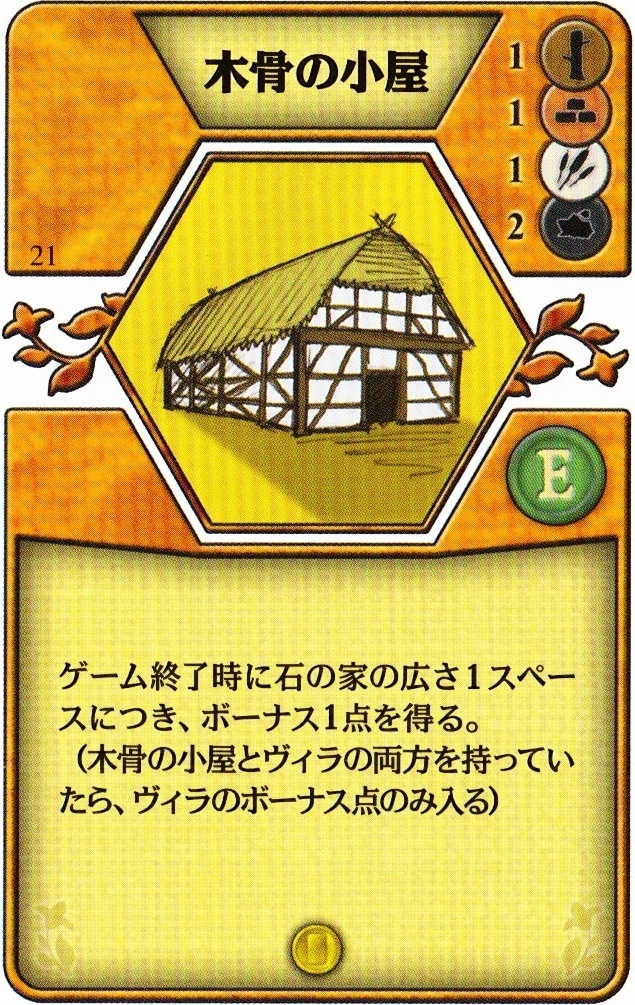 木骨の小屋
1
1
1
2
21
E
ゲーム終了時に石の家の広さ1スペー
スにつき、ボーナス1点を得る。
（木骨の小屋とヴィラの両方を持ってい
たら、ヴィラのボーナス点のみ入る）